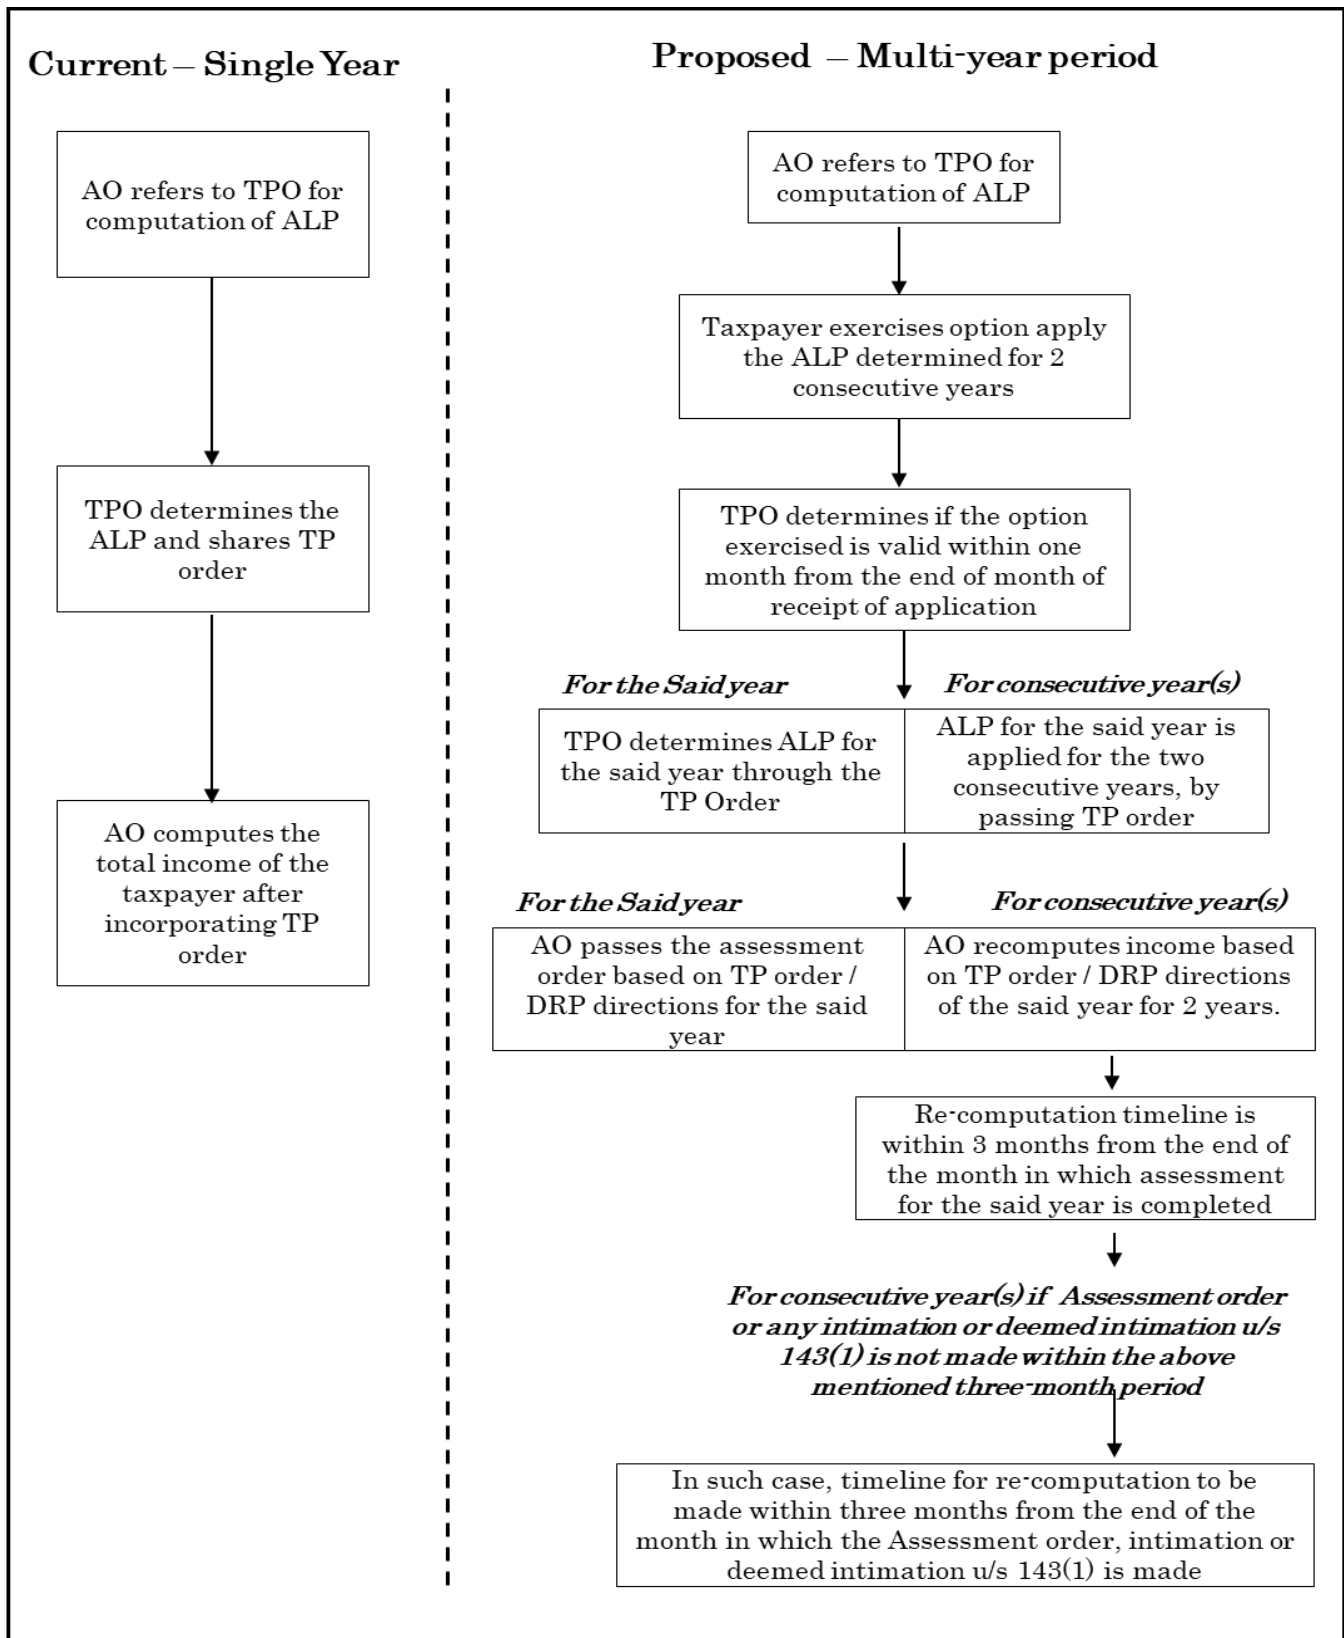 Current – Single Year
AO refers to TPO for
computation of ALP
TPO determines the
ALP and shares TP
order
AO computes the
total income of the
taxpayer after
incorporating TP
order
Proposed – Multi-year period
AO refers to TPO for
computation of ALP
Taxpayer exercises option apply
the ALP determined for 2
consecutive years
TPO determines if the option
exercised is valid within one
month from the end of month of
receipt of application
For the Said year
TPO determines ALP for
the said year through the
TP Order
For consecutive year(s)
ALP for the said year is
applied for the two
consecutive years, by
passing TP order
For the Said year
AO passes the assessment
order based on TP order /
DRP directions for the said
year
For consecutive year(s)
AO recomputes income based
on TP order / DRP directions
of the said year for 2 years.
Re-computation timeline is
within 3 months from the end of
the month in which assessment
for the said year is completed
For consecutive year(s) if Assessment order
or any intimation or deemed intimation u/s
143(1) is not made within the above
mentioned three-month period
In such case, timeline for re-computation to be
made within three months from the end of the
month in which the Assessment order, intimation or
deemed intimation u/s 143(1) is made